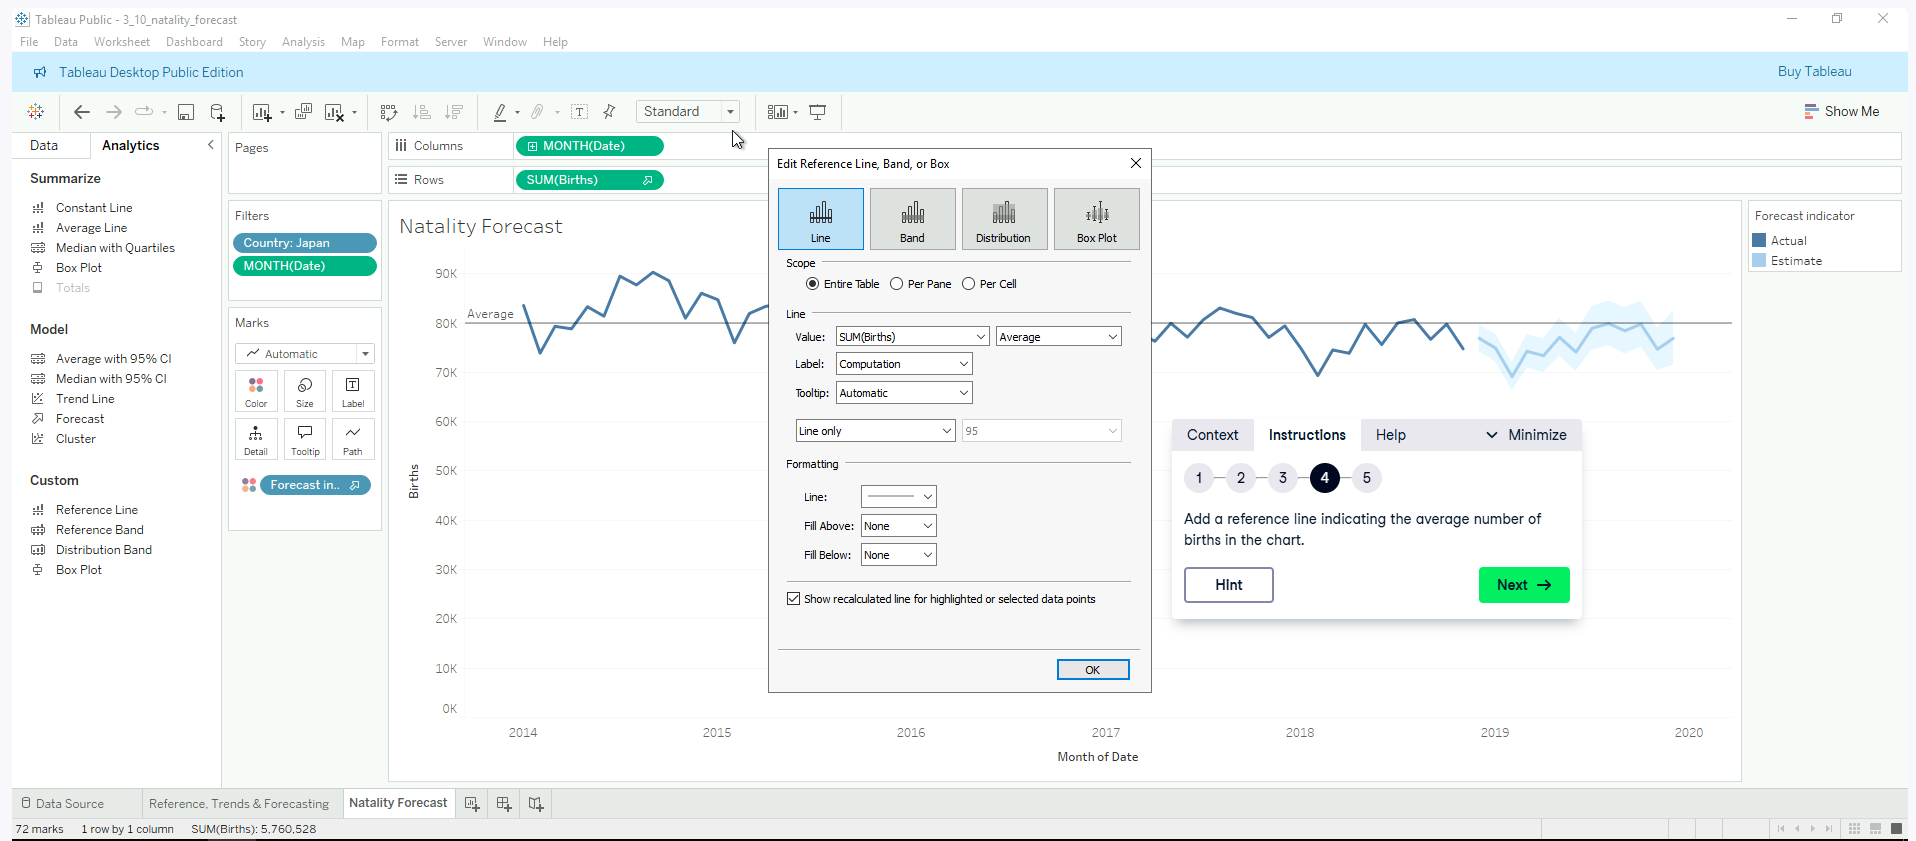 Tableau Public - 3_10_natality_forecast
File Data Worksheet Dashboard Story Analysis Map Format Server Window Help
Tableau Desktop Public Edition
Buy Tableau
Standard
Show Me
Data
Analytics
Summarize
Constant Line
Average Line
Median with Quartiles
Box Plot
Totals
Model
Average with 95% CI
Median with 95% CI
Trend Line
Forecast
Cluster
Custom
Reference Line
Reference Band
Distribution Band
Box Plot
Pages
Filters
Country: Japan
MONTH(Date)
Marks
Automatic
Color
Size
Label
Detail
Tooltip
Path
Forecast in..
Columns
MONTH(Date)
Rows
SUM(Births)
Natality Forecast
90K
80K
70K
60K
50K
40K
30K
20K
10K
0K
Births
Average
2014
2015
2016
2017
2018
2019
2020
Month of Date
Edit Reference Line, Band, or Box
Line
Band
Distribution
Box Plot
Scope
Entire Table
Per Pane
Per Cell
Line
Value: SUM(Births) Average
Label: Computation
Tooltip: Automatic
Line only 95
Formatting
Line:
Fill Above: None
Fill Below: None
Show recalculated line for highlighted or selected data points
OK
Forecast indicator
Actual
Estimate
Context
Instructions
Help
Minimize
1 2 3 4 5
Add a reference line indicating the average number of
births in the chart.
Hint
Next
Data Source
Reference, Trends & Forecasting
Natality Forecast
72 marks 1 row by 1 column SUM(Births): 5,760,528